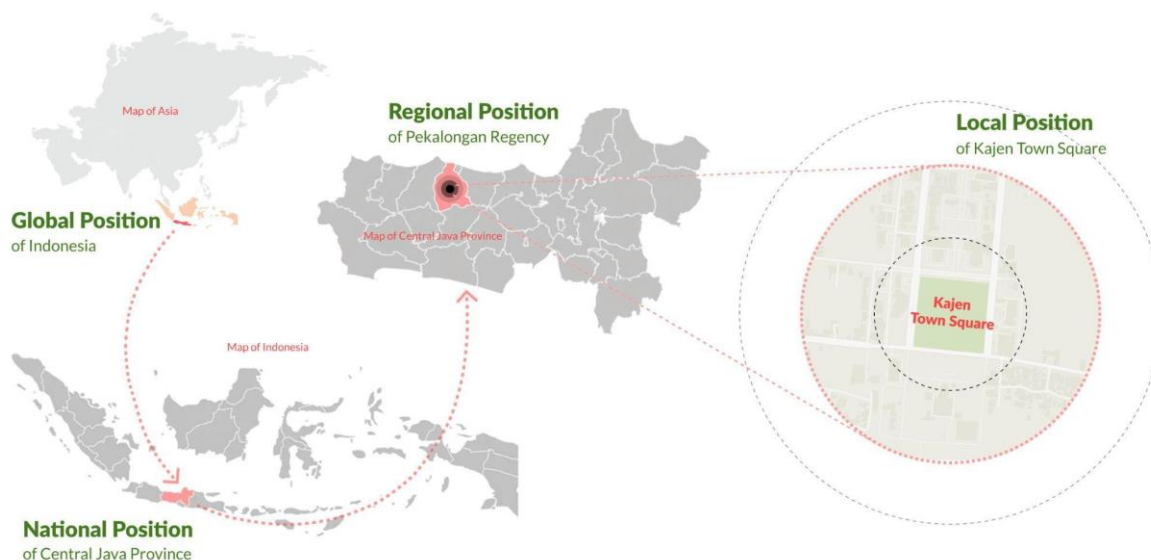 Map of Asia
Global Position
of Indonesia
Regional Position
of Pekalongan Regency
Map of Central Java Province
Local Position
of Kajen Town Square
Kajen
Town Square
Map of Indonesia
National Position
of Central Java Province